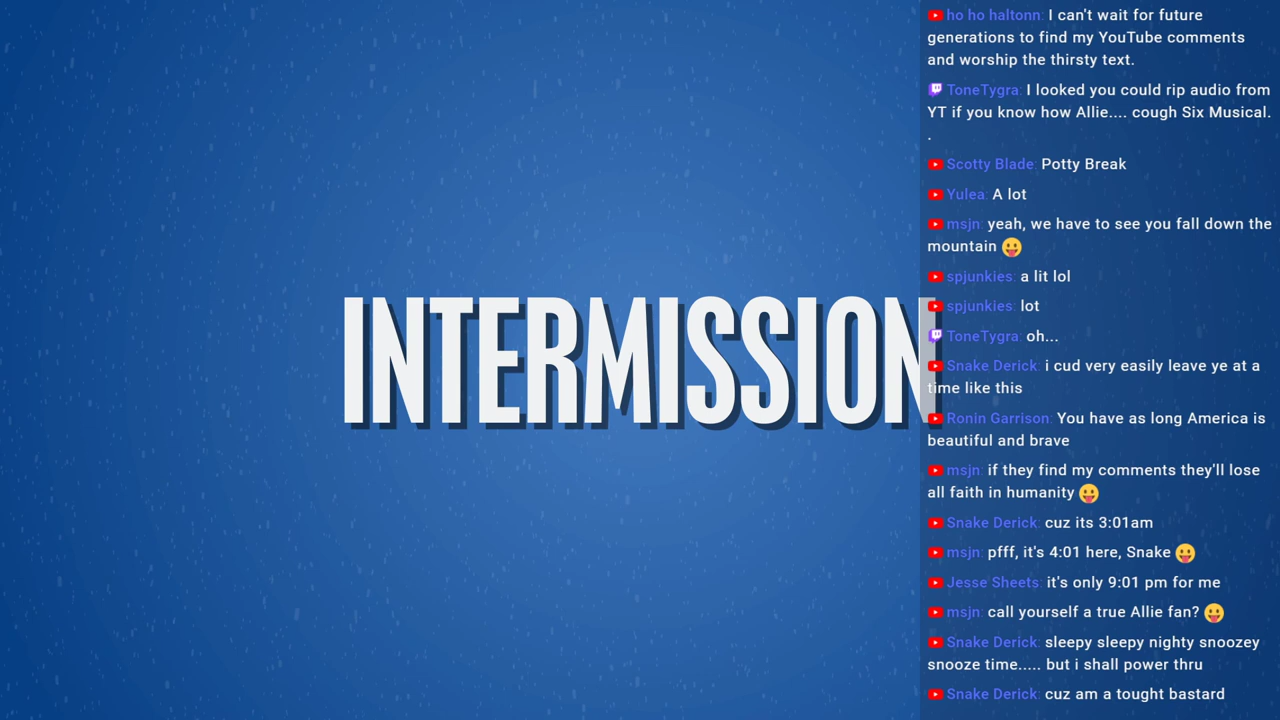 INTERMISSION
ho ho haltonn: I can't wait for future
generations to find my YouTube comments
and worship the thirsty text.
ToneTygra: I looked you could rip audio from
YT if you know how Allie.... cough Six Musical.
.
Scotty Blade: Potty Break
Yulea: A lot
msjn: yeah, we have to see you fall down the
mountain 😛
spjunkies: a lit lol
spjunkies: lot
ToneTygra: oh...
Snake Derick: i cud very easily leave ye at a
time like this
Ronin Garrison: You have as long America is
beautiful and brave
msjn: if they find my comments they'll lose
all faith in humanity 😛
Snake Derick: cuz its 3:01am
msjn: pfff, it's 4:01 here, Snake 😛
Jesse Sheets: it's only 9:01 pm for me
msjn: call yourself a true Allie fan? 😛
Snake Derick: sleepy sleepy nighty snoozey
snooze time..... but i shall power thru
Snake Derick: cuz am a tought bastard